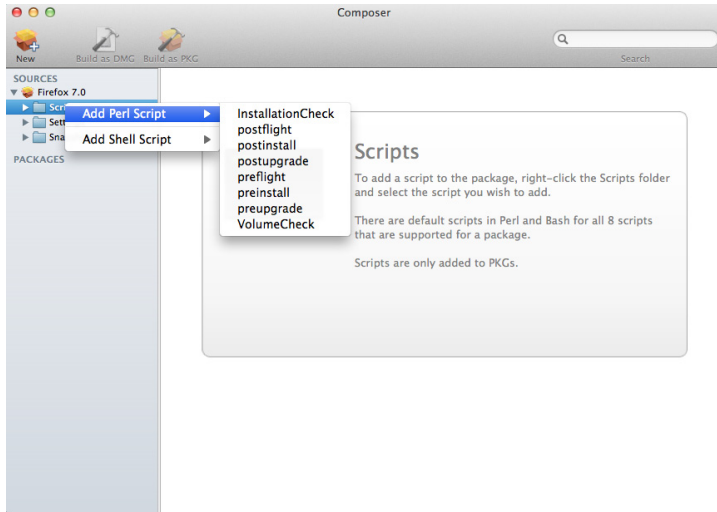 Composer
New
Build as DMG
Build as PKG
Search
SOURCES
Firefox 7.0
Scri
Sett
Sna
PACKAGES
Add Perl Script
Add Shell Script
InstallationCheck
postflight
postinstall
postupgrade
preflight
preinstall
preupgrade
VolumeCheck
Scripts
To add a script to the package, right-click the Scripts folder
and select the script you wish to add.
There are default scripts in Perl and Bash for all 8 scripts
that are supported for a package.
Scripts are only added to PKGs.